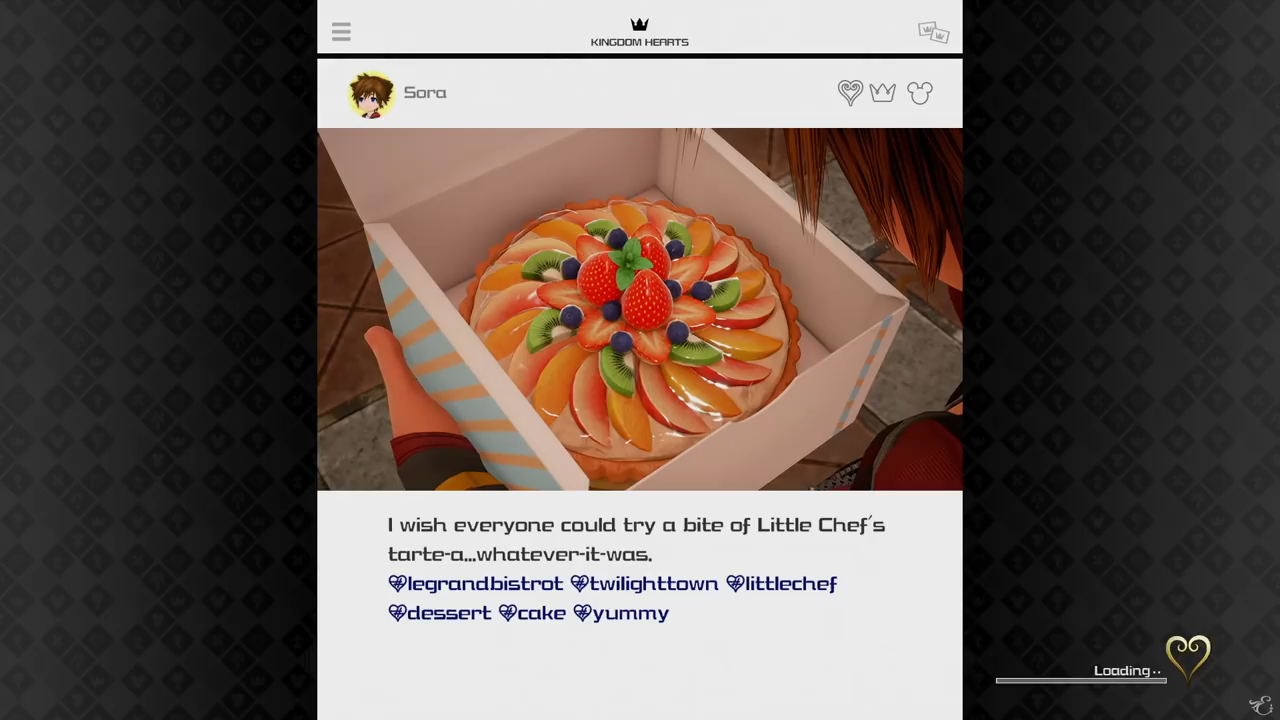 KINGDOM HEARTS
Sora
I wish everyone could try a bite of Little Chef's
tarte-a...whatever-it-was.
legrandbistrot twilighttown littlechef
dessert cake yummy
Loading..